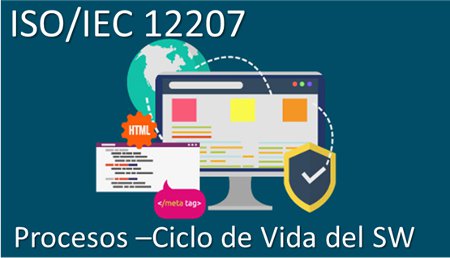 ISO/IEC 12207
HTML
</meta tag>
Procesos –Ciclo de Vida del SW